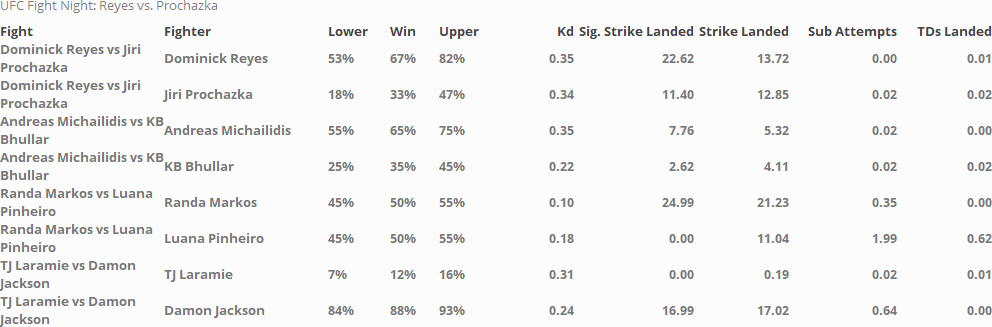 UFC Fight Night: Reyes vs. Prochazka
Fight Fighter Lower Win Upper Kd Sig. Strike Landed Strike Landed Sub Attempts TDs Landed
Dominick Reyes vs Jiri
Prochazka Dominick Reyes 53% 67% 82% 0.35 22.62 13.72 0.00 0.01
Dominick Reyes vs Jiri
Prochazka Jiri Prochazka 18% 33% 47% 0.34 11.40 12.85 0.02 0.02
Andreas Michailidis vs KB
Bhullar Andreas Michailidis 55% 65% 75% 0.35 7.76 5.32 0.02 0.00
Andreas Michailidis vs KB
Bhullar KB Bhullar 25% 35% 45% 0.22 2.62 4.11 0.02 0.02
Randa Markos vs Luana
Pinheiro Randa Markos 45% 50% 55% 0.10 24.99 21.23 0.35 0.00
Randa Markos vs Luana
Pinheiro Luana Pinheiro 45% 50% 55% 0.18 0.00 11.04 1.99 0.62
TJ Laramie vs Damon
Jackson TJ Laramie 7% 12% 16% 0.31 0.00 0.19 0.02 0.01
TJ Laramie vs Damon
Jackson Damon Jackson 84% 88% 93% 0.24 16.99 17.02 0.64 0.00